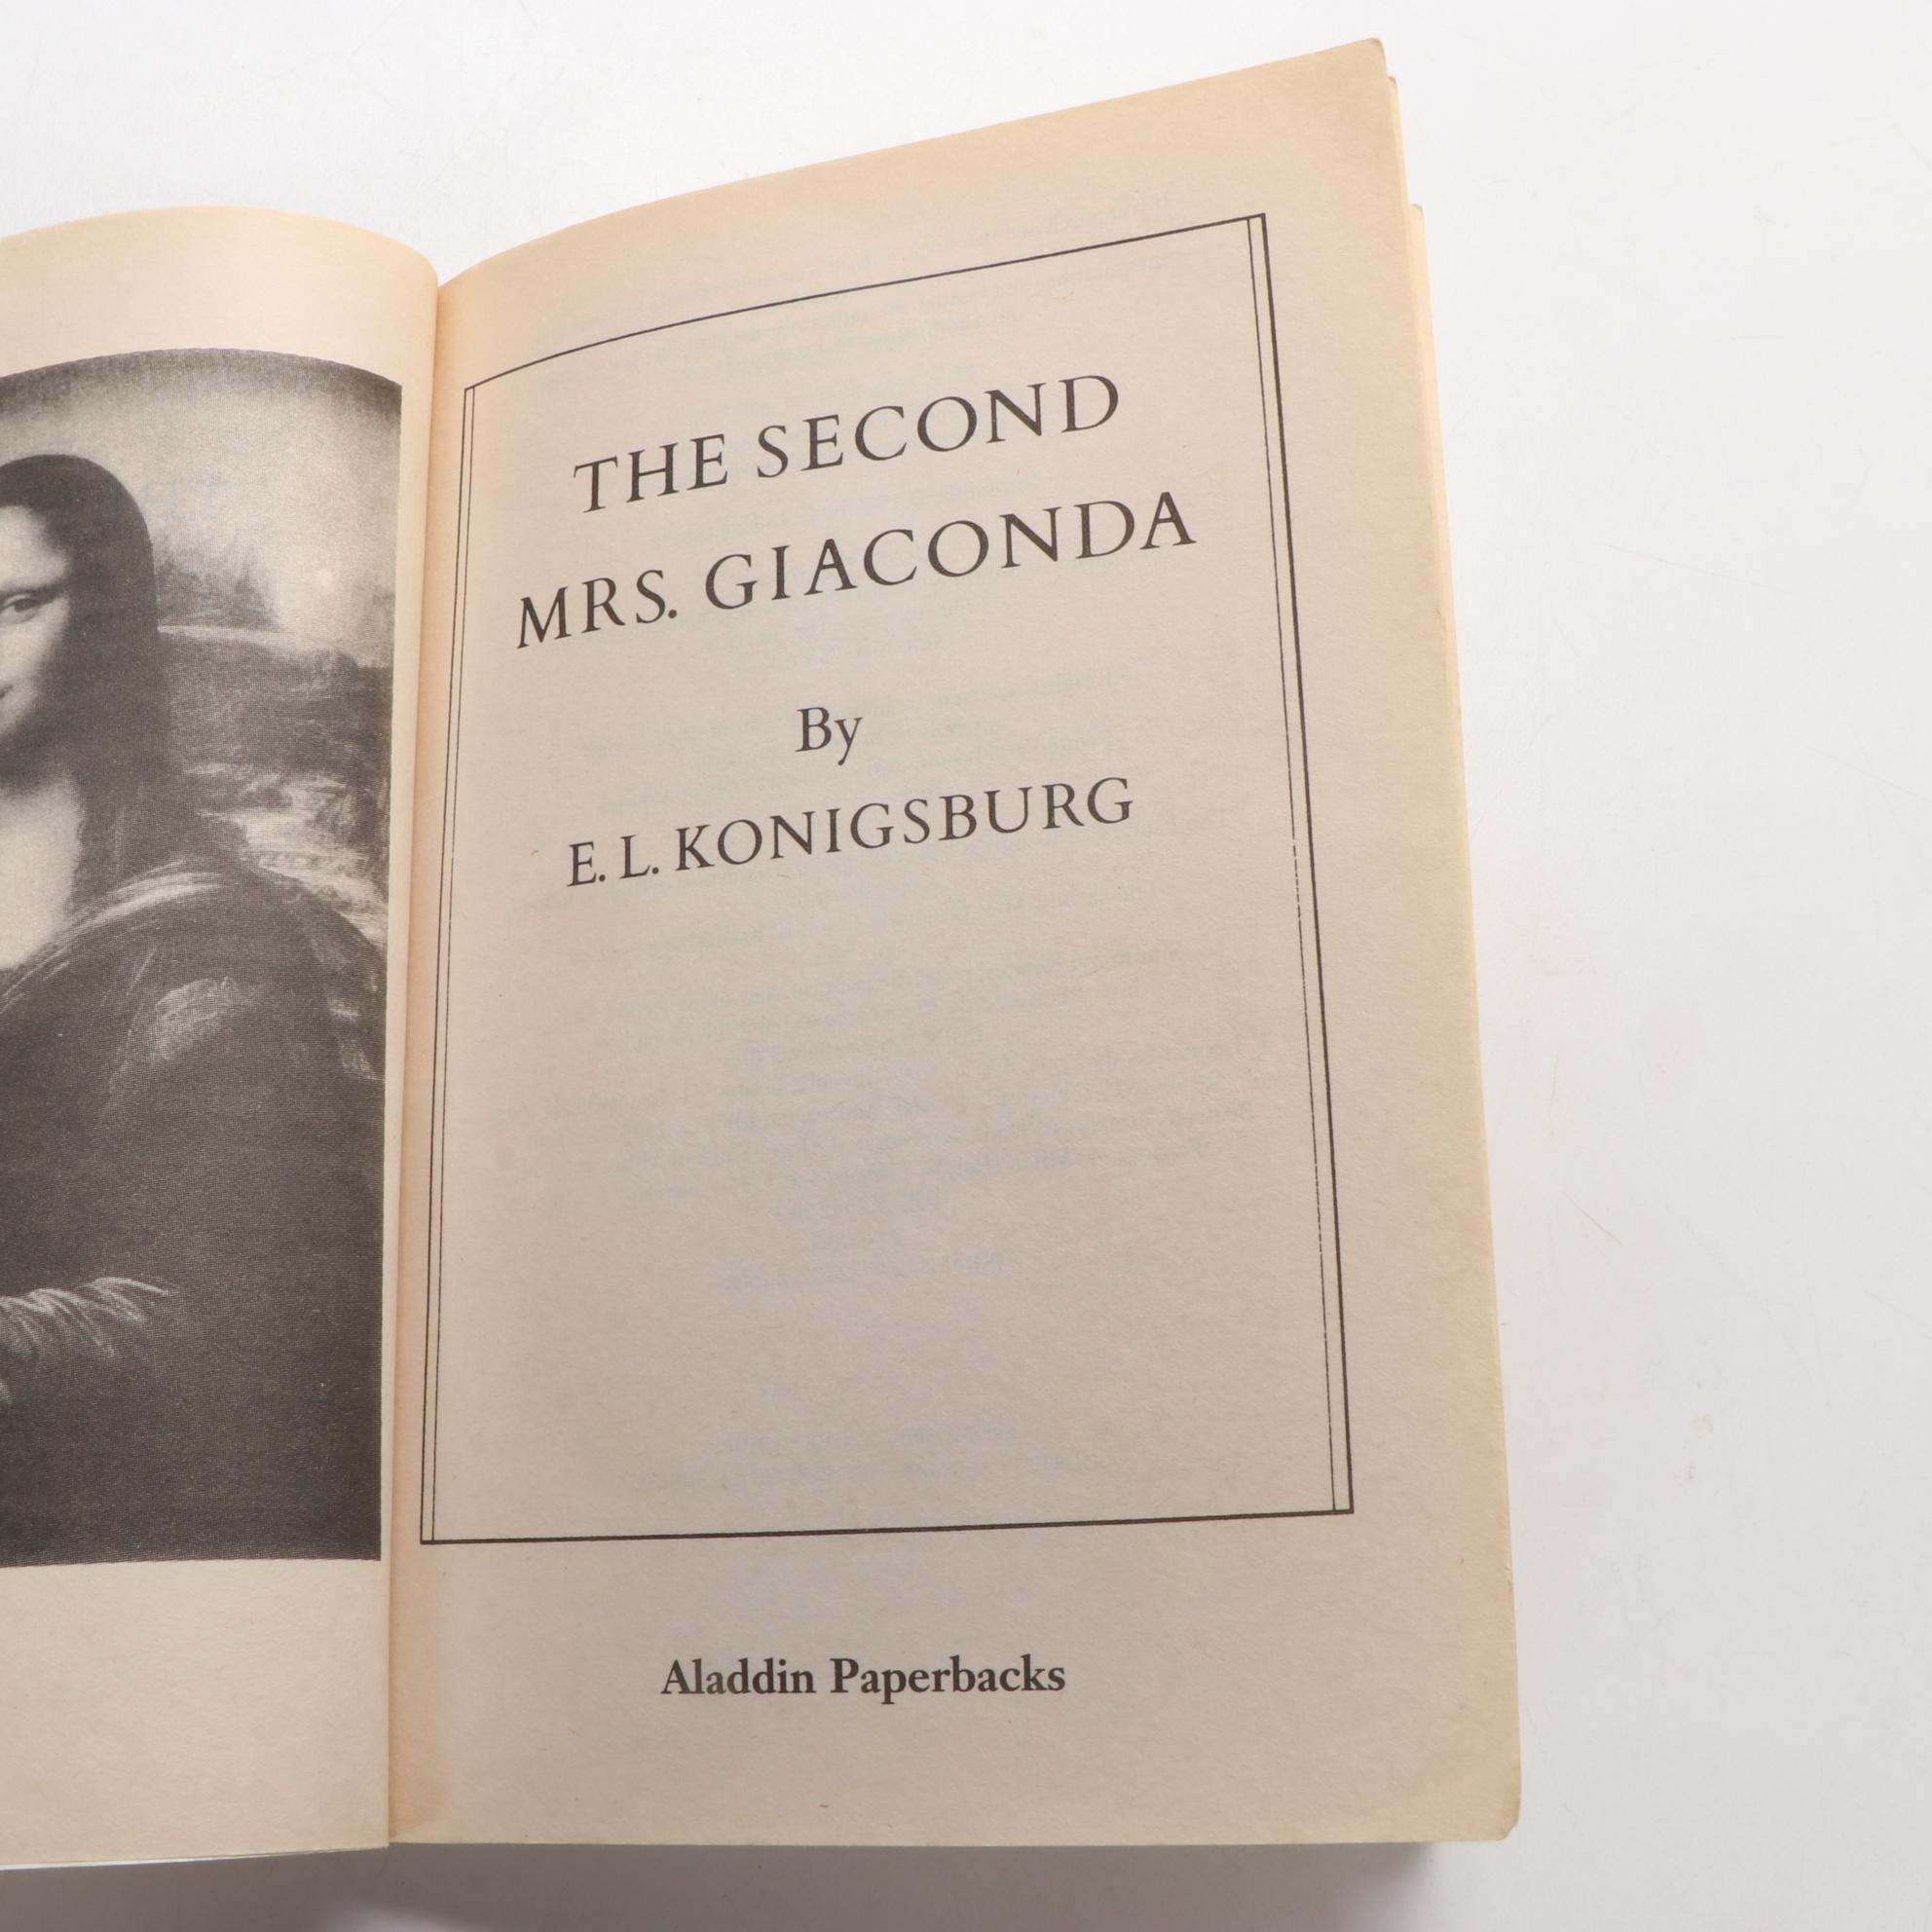 THE SECOND
MRS. GIACONDA
By
E. L. KONIGSBURG
Aladdin Paperbacks